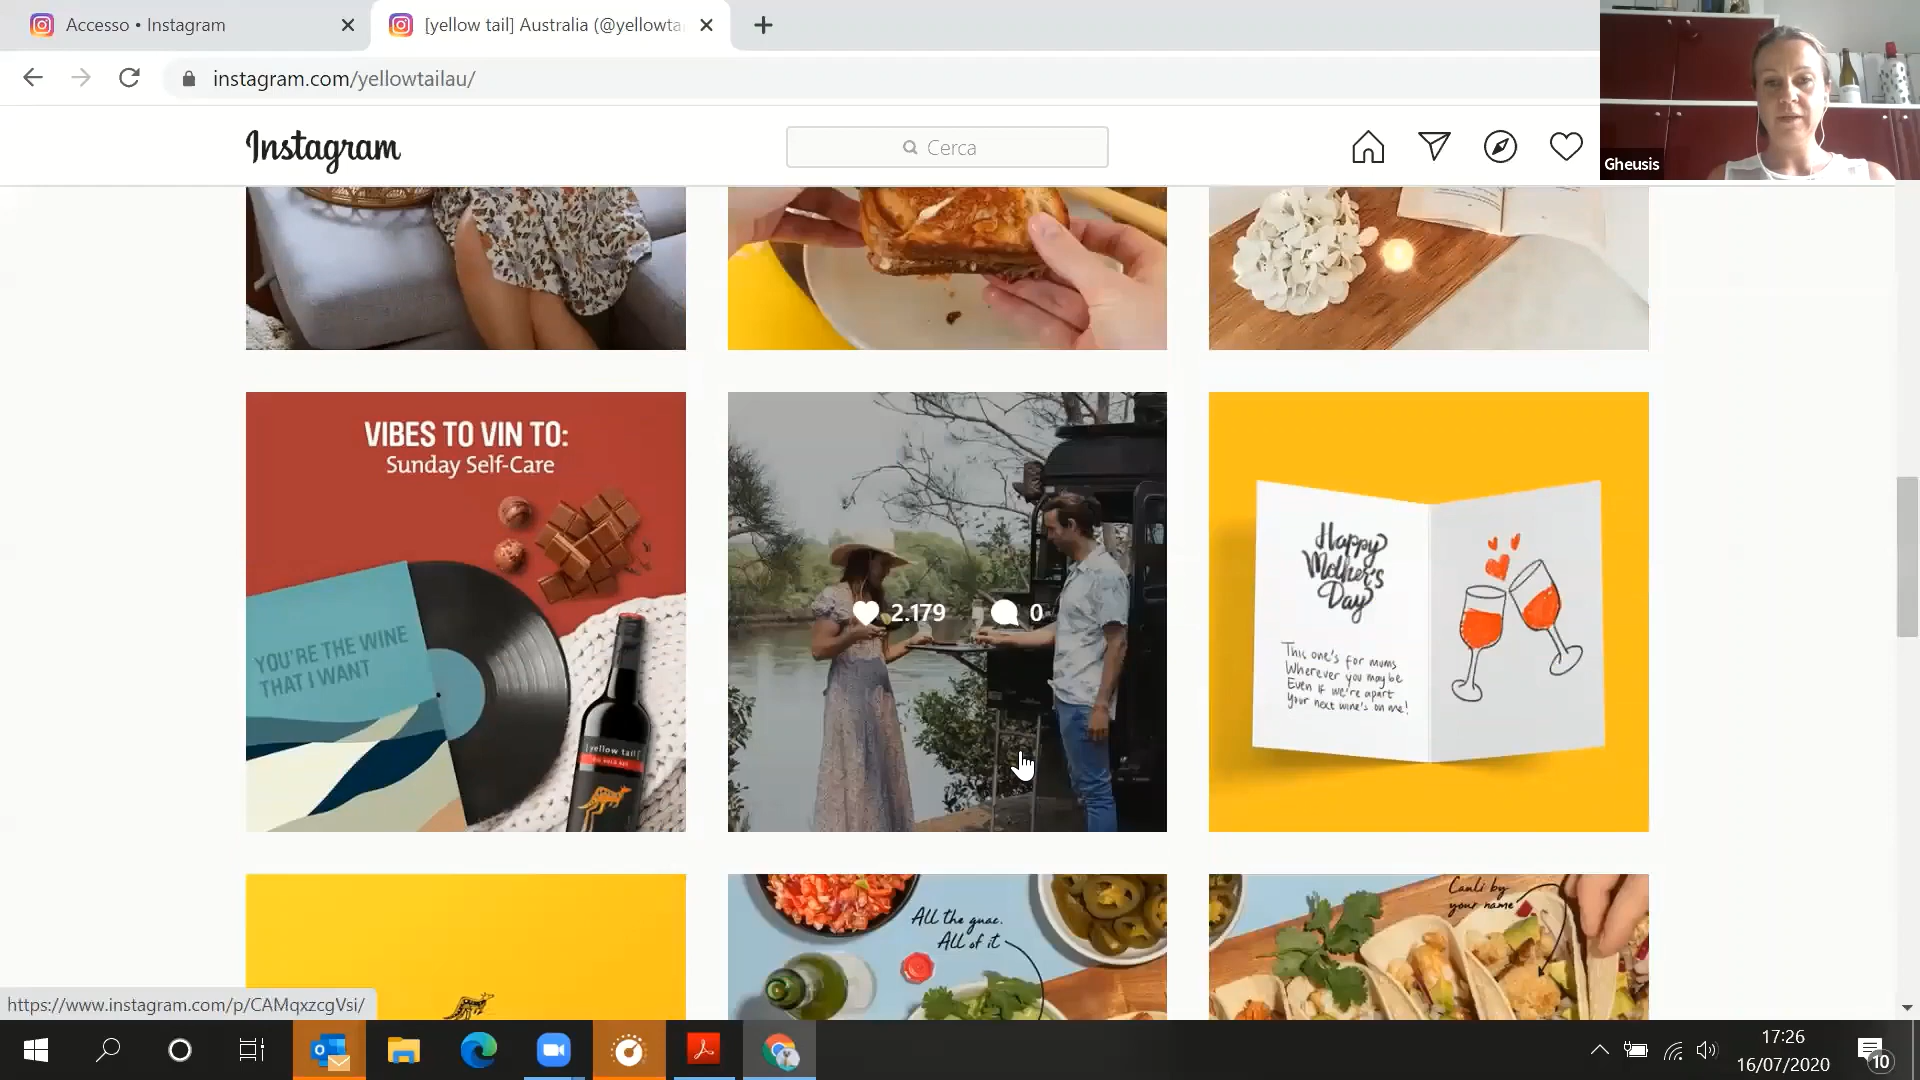 Accesso • Instagram
[yellow tail] Australia (@yellowta
instagram.com/yellowtailau/
Instagram
Cerca
Gheusis
VIBES TO VIN TO:
Sunday Self-Care
YOU'RE THE WINE
THAT I WANT
[yellow tail]
2.179
0
Happy
Mother's
Day
This one's for mums
Wherever you may be
Even if we're apart
Your next wine's on me!
All the guac.
All of it
Cauli by
your name
https://www.instagram.com/p/CAMqxzcgVsi/
17:26
16/07/2020
10